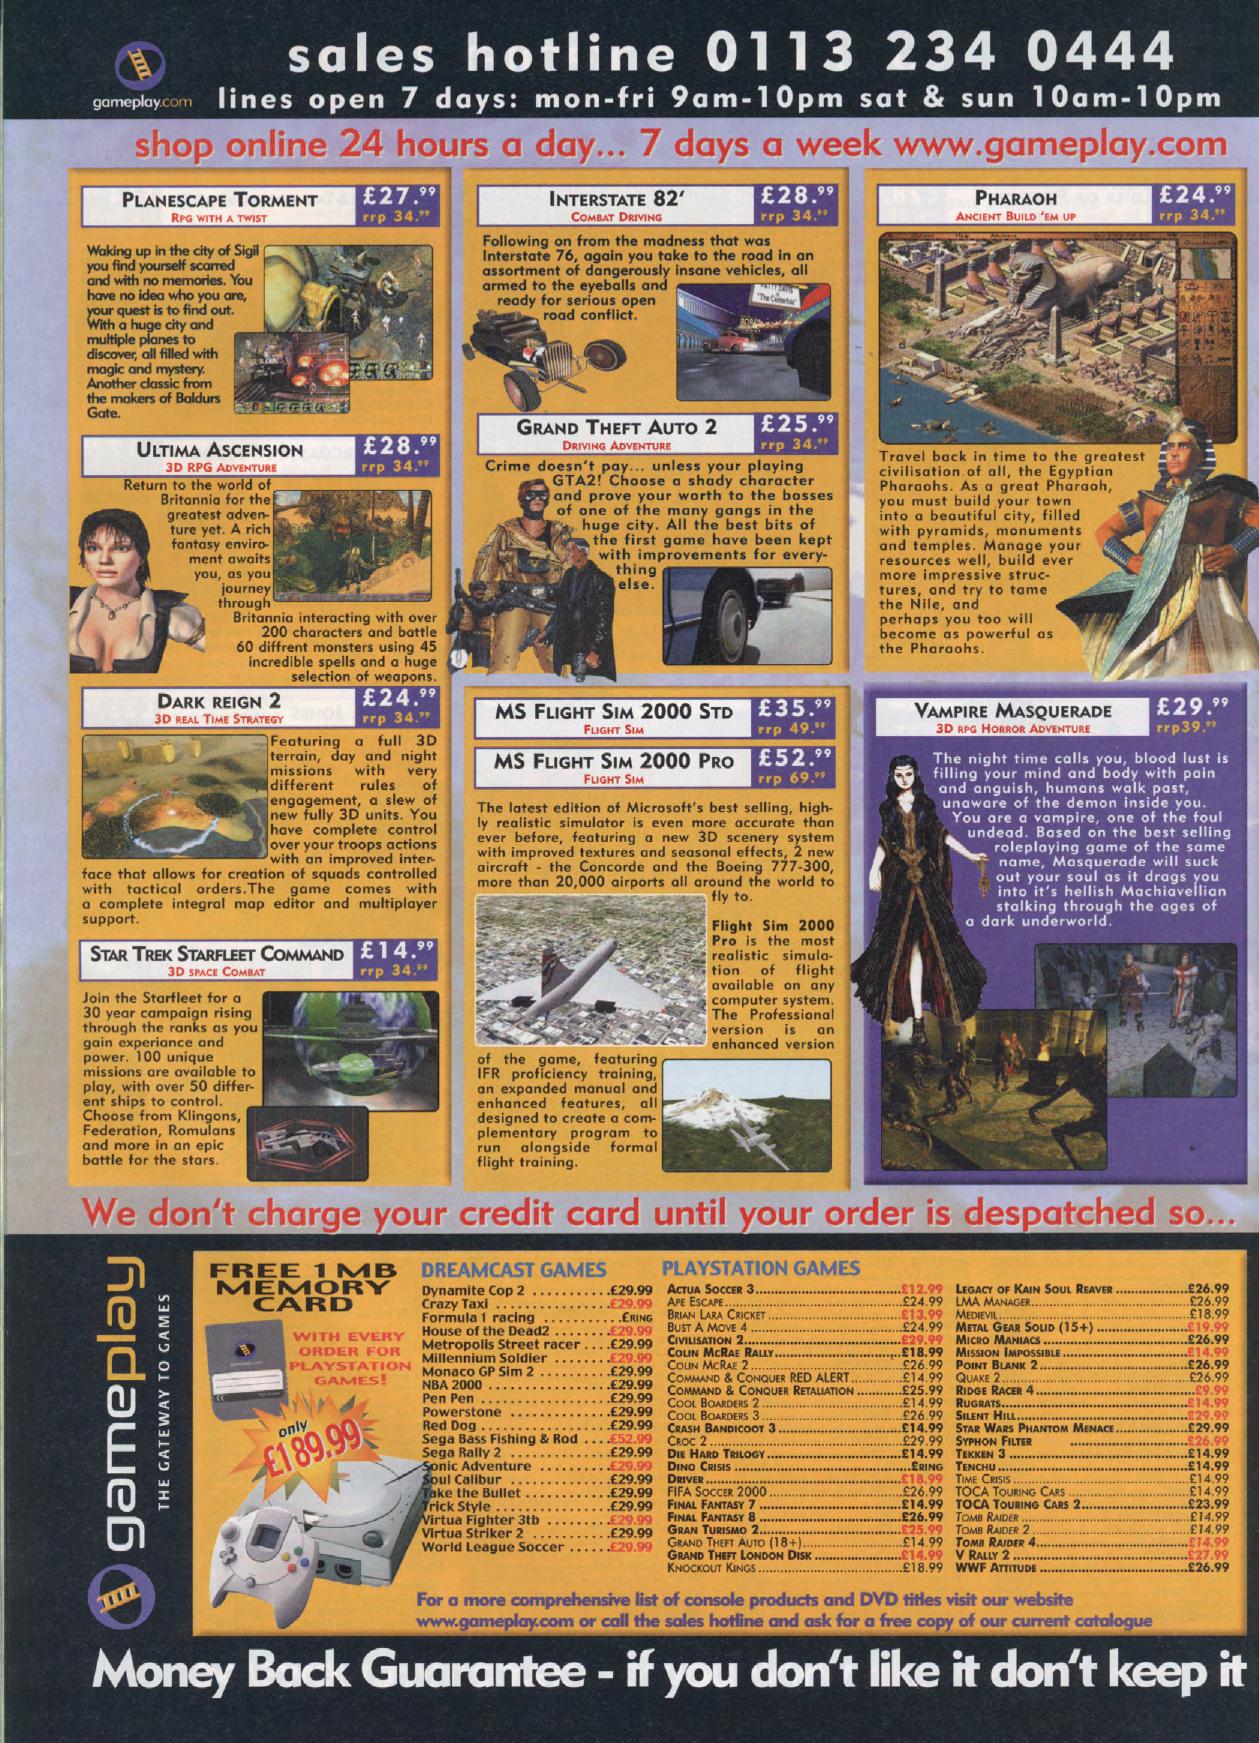 sales hotline 0113 234 0444
gameplay.com
lines open 7 days: mon-fri 9am-10pm sat & sun 10am-10pm
shop online 24 hours a day... 7 days a week www.gameplay.com
PLANESCAPE TORMENT
RPG WITH A TWIST
£27.99
rrp 34.99
Waking up in the city of Sigil
you find yourself scarred
and with no memories. You
have no idea who you are,
your quest is to find out.
With a huge city and
multiple planes to
discover, all filled with
magic and mystery.
Another classic from
the makers of Baldurs
Gate.
ULTIMA ASCENSION
3D RPG ADVENTURE
£28.99
rrp 34.99
Return to the world of
Britannia for the
greatest adven-
ture yet. A rich
fantasy enviro-
ment awaits
you, as you
journey
through
Britannia interacting with over
200 characters and battle
60 diffrent monsters using 45
incredible spells and a huge
selection of weapons.
DARK REIGN 2
3D REAL TIME STRATEGY
£24.99
rrp 34.99
Featuring a full 3D
terrain, day and night
missions with very
different rules of
engagement, a slew of
new fully 3D units. You
have complete control
over your troops actions
with an improved inter-
face that allows for creation of squads controlled
with tactical orders.The game comes with
a complete integral map editor and multiplayer
support.
STAR TREK STARFLEET COMMAND
3D SPACE COMBAT
£14.99
rrp 34.99
Join the Starfleet for a
30 year campaign rising
through the ranks as you
gain experiance and
power. 100 unique
missions are available to
play, with over 50 differ-
ent ships to control.
Choose from Klingons,
Federation, Romulans
and more in an epic
battle for the stars.
INTERSTATE 82'
COMBAT DRIVING
£28.99
rrp 34.99
Following on from the madness that was
Interstate 76, again you take to the road in an
assortment of dangerously insane vehicles, all
armed to the eyeballs and
ready for serious open
road conflict.
"The Centerfold"
GRAND THEFT AUTO 2
DRIVING ADVENTURE
£25.99
rrp 34.99
Crime doesn't pay... unless your playing
GTA2! Choose a shady character
and prove your worth to the bosses
of one of the many gangs in the
huge city. All the best bits of
the first game have been kept
with improvements for every-
thing
else.
MS FLIGHT SIM 2000 STD
FLIGHT SIM
£35.99
rrp 49.99
MS FLIGHT SIM 2000 PRO
FLIGHT SIM
£52.99
rrp 69.99
The latest edition of Microsoft's best selling, high-
ly realistic simulator is even more accurate than
ever before, featuring a new 3D scenery system
with improved textures and seasonal effects, 2 new
aircraft - the Concorde and the Boeing 777-300,
more than 20,000 airports all around the world to
fly to.
Flight Sim 2000
Pro is the most
realistic simula-
tion of flight
available on any
computer system.
The Professional
version is an
enhanced version
of the game, featuring
IFR proficiency training,
an expanded manual and
enhanced features, all
designed to create a com-
plementary program to
run alongside formal
flight training.
PHARAOH
ANCIENT BUILD 'EM UP
£24.99
rrp 34.99
Travel back in time to the greatest
civilisation of all, the Egyptian
Pharaohs. As a great Pharaoh,
you must build your town
into a beautiful city, filled
with pyramids, monuments
and temples. Manage your
resources well, build ever
more impressive struc-
tures, and try to tame
the Nile, and
perhaps you too will
become as powerful as
the Pharaohs.
VAMPIRE MASQUERADE
3D RPG HORROR ADVENTURE
£29.99
rrp39.99
The night time calls you, blood lust is
filling your mind and body with pain
and anguish, humans walk past,
unaware of the demon inside you.
You are a vampire, one of the foul
undead. Based on the best selling
roleplaying game of the same
name, Masquerade will suck
out your soul as it drags you
into it's hellish Machiavellian
stalking through the ages of
a dark underworld.
We don't charge your credit card until your order is despatched so...
gameplay
THE GATEWAY TO GAMES
FREE 1MB
MEMORY
CARD
WITH EVERY
ORDER FOR
PLAYSTATION
GAMES!
only
£189.99
DREAMCAST GAMES
Dynamite Cop 2 ..........£29.99
Crazy Taxi ..............£29.99
Formula 1 racing ..........£RING
House of the Dead2 .......£29.99
Metropolis Street racer ....£29.99
Millennium Soldier .......£29.99
Monaco GP Sim 2 .........£29.99
NBA 2000 ...............£29.99
Pen Pen .................£29.99
Powerstone .............£29.99
Red Dog ................£29.99
Sega Bass Fishing & Rod ....£52.99
Sega Rally 2 .............£29.99
Sonic Adventure .........£29.99
Soul Calibur .............£29.99
Take the Bullet ...........£29.99
Trick Style ..............£29.99
Virtua Fighter 3tb ........£29.99
Virtua Striker 2 ..........£29.99
World League Soccer ......£29.99
PLAYSTATION GAMES
ACTUA SOCCER 3..........£12.99
APE ESCAPE..........£24.99
BRIAN LARA CRICKET..........£13.99
BUST A MOVE 4..........£24.99
CIVILISATION 2..........£29.99
COLIN MCRAE RALLY..........£18.99
COLIN MCRAE 2..........£26.99
COMMAND & CONQUER RED ALERT..........£14.99
COMMAND & CONQUER RETALIATION..........£25.99
COOL BOARDERS 2..........£14.99
COOL BOARDERS 3..........£26.99
CRASH BANDICOOT 3..........£14.99
CROC 2..........£29.99
DIE HARD TRILOGY..........£14.99
DINO CRISIS..........£RING
DRIVER..........£18.99
FIFA SOCCER 2000..........£26.99
FINAL FANTASY 7..........£14.99
FINAL FANTASY 8..........£26.99
GRAN TURISMO 2..........£25.99
GRAND THEFT AUTO (18+)..........£14.99
GRAND THEFT LONDON DISK..........£14.99
KNOCKOUT KINGS..........£18.99
LEGACY OF KAIN SOUL REAVER..........£26.99
LMA MANAGER..........£26.99
MEDIEVIL..........£18.99
METAL GEAR SOLID (15+)..........£19.99
MICRO MANIACS..........£26.99
MISSION IMPOSSIBLE..........£14.99
POINT BLANK 2..........£26.99
QUAKE 2..........£26.99
RIDGE RACER 4..........£9.99
RUGRATS..........£14.99
SILENT HILL..........£29.99
STAR WARS PHANTOM MENACE..........£29.99
SYPHON FILTER ..........£26.99
TEKKEN 3..........£14.99
TENCHU..........£14.99
TIME CRISIS..........£14.99
TOCA TOURING CARS..........£14.99
TOCA TOURING CARS 2..........£23.99
TOMB RAIDER..........£14.99
TOMB RAIDER 2..........£14.99
TOMB RAIDER 4..........£14.99
V RALLY 2..........£27.99
WWF ATTITUDE..........£26.99
For a more comprehensive list of console products and DVD titles visit our website
www.gameplay.com or call the sales hotline and ask for a free copy of our current catalogue
Money Back Guarantee - if you don't like it don't keep it